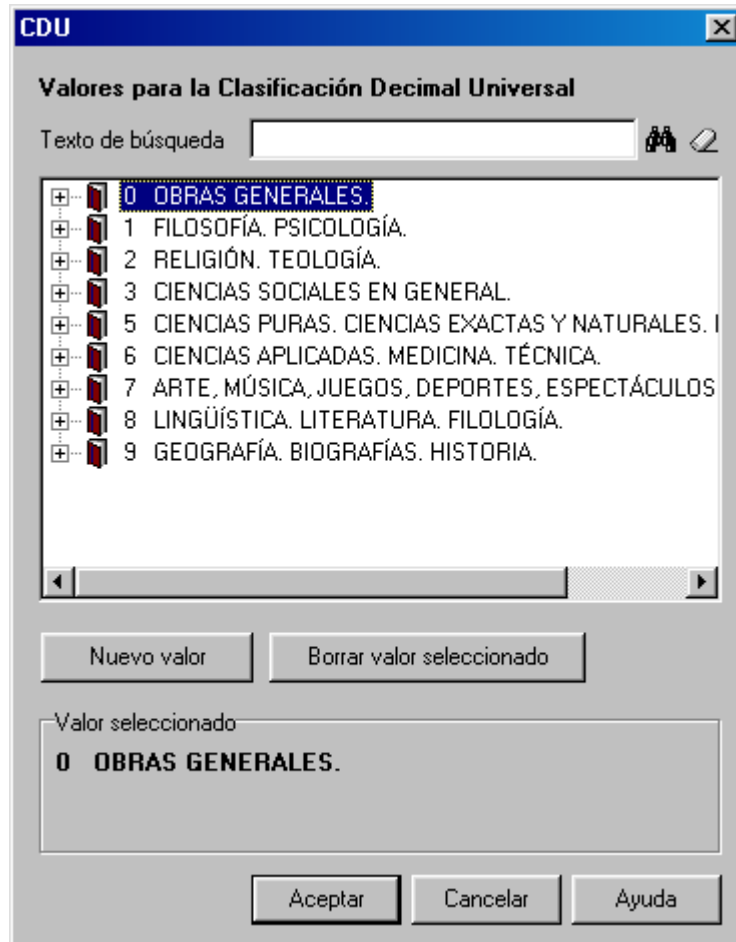 CDU
Valores para la Clasificación Decimal Universal
Texto de búsqueda
0 OBRAS GENERALES.
1 FILOSOFÍA. PSICOLOGÍA.
2 RELIGIÓN. TEOLOGÍA.
3 CIENCIAS SOCIALES EN GENERAL.
5 CIENCIAS PURAS. CIENCIAS EXACTAS Y NATURALES.
6 CIENCIAS APLICADAS. MEDICINA. TÉCNICA.
7 ARTE, MÚSICA, JUEGOS, DEPORTES, ESPECTÁCULOS
8 LINGÜÍSTICA. LITERATURA. FILOLOGÍA.
9 GEOGRAFÍA. BIOGRAFÍAS. HISTORIA.
Nuevo valor Borrar valor seleccionado
Valor seleccionado
0 OBRAS GENERALES.
Aceptar Cancelar Ayuda